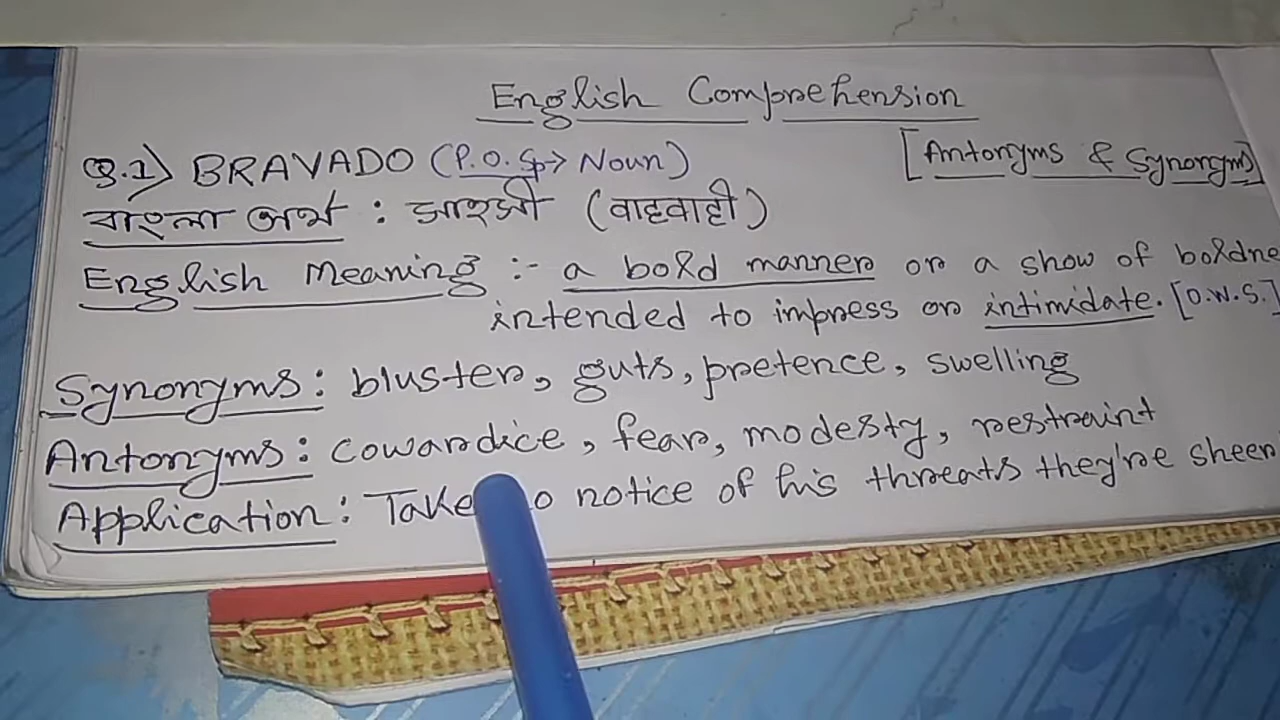 English Comprehension
[Antonyms & Synonyms]
Q.1) BRAVADO (P.O.Sp→ Noun)
বাংলা অর্থ : সাহসী (वाहवाही)
English Meaning :- a bold manner or a show of boldne
intended to impress or intimidate. [O.W.S.]
Synonyms: bluster, guts, pretence, swelling
Antonyms: cowardice, fear, modesty, restraint
Application: Take notice of his threats they're sheer